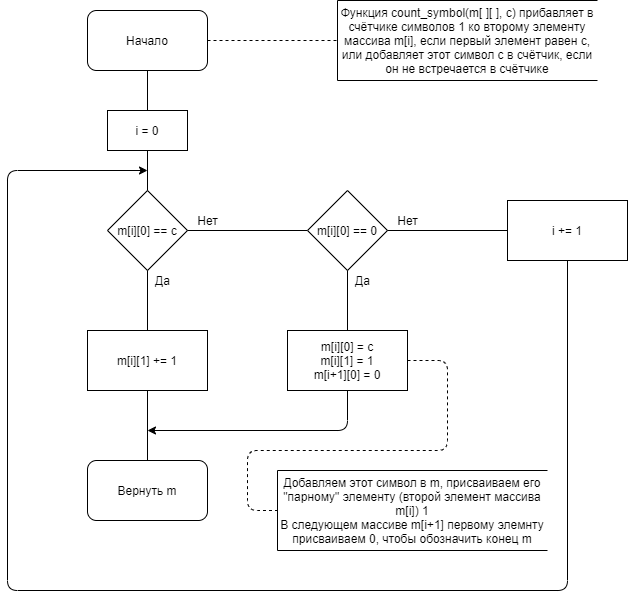 Начало
Функция count_symbol(m[ ][ ], c) прибавляет в
счётчике символов 1 ко второму элементу
массива m[i], если первый элемент равен c,
или добавляет этот символ c в счётчик, если
он не встречается в счётчике
i = 0
m[i][0] == c
Нет
m[i][0] == 0
Нет
i += 1
Да
Да
m[i][1] += 1
m[i][0] = c
m[i][1] = 1
m[i+1][0] = 0
Вернуть m
Добавляем этот символ в m, присваиваем его
"парному" элементу (второй элемент массива
m[i]) 1
В следующем массиве m[i+1] первому элемнту
присваиваем 0, чтобы обозначить конец m